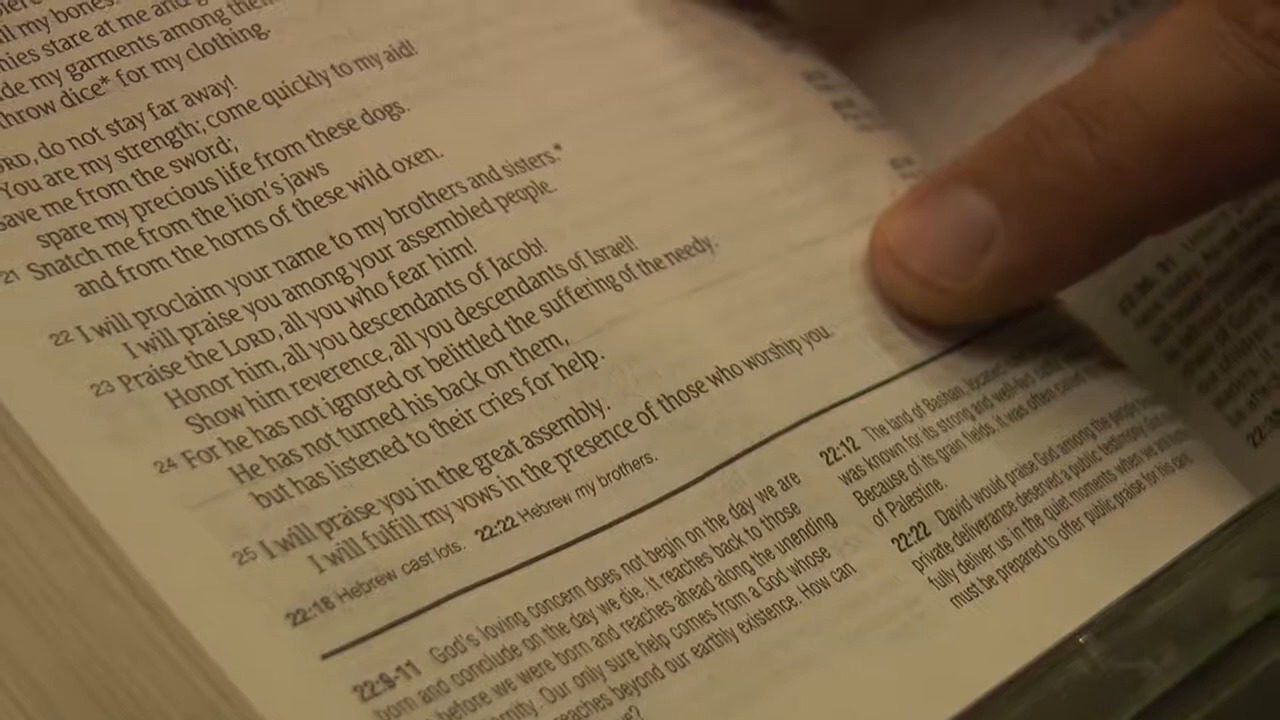 all my bones.
stare at me and
my garments among them
throw dice* for my clothing.
do not stay far away!
You are my strength; come quickly to my aid!
Save me from the sword;
spare my precious life from these dogs.
21 Snatch me from the lion's jaws
and from the horns of these wild oxen.
22 I will proclaim your name to my brothers and sisters.*
I will praise you among your assembled people.
23 Praise the LORD, all you who fear him!
Honor him, all you descendants of Jacob!
Show him reverence, all you descendants of Israel!
24 For he has not ignored or belittled the suffering of the needy.
He has not turned his back on them,
but has listened to their cries for help.
25 I will praise you in the great assembly.
I will fulfill my vows in the presence of those who worship you.
22:18 Hebrew cast lots. 22:22 Hebrew my brothers.
22:9-11 God's loving concern does not begin on the day we are
born and conclude on the day we die. It reaches back to those
before we were born and reaches ahead along the unending
Our only sure help comes from a God whose
reaches beyond our earthly existence. How can
22:12 The land of Bashan, located
was known for its strong and well-fed
Because of its grain fields, it was often called
of Palestine.
22:22 David would praise God among the people
private deliverance deserved a public testimony.
fully deliver us in the quiet moments when we are
must be prepared to offer public praise for his care.